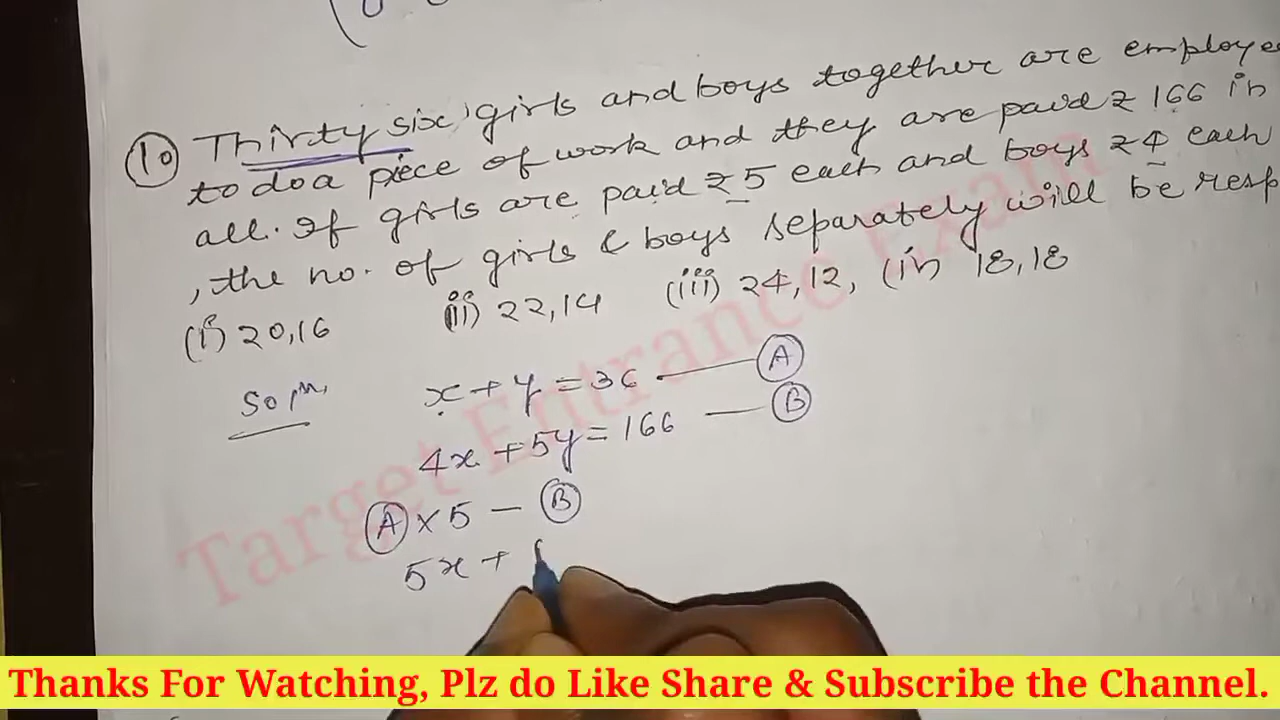 (10) Thirty six girls and boys together are employe
to do a piece of work and they are paid ₹ 166 in
all. If girls are paid ₹ 5 each and boys ₹ 4 each
, the no. of girls & boys separately will be resp
(i) 20,16 (ii) 22,14 (iii) 24,12, (iv) 18,18
Soln.
x + y = 36 — (A)
4x + 5y = 166 — (B)
(A) × 5 — (B)
5x +
Target Entrance Exam
Thanks For Watching, Plz do Like Share & Subscribe the Channel.